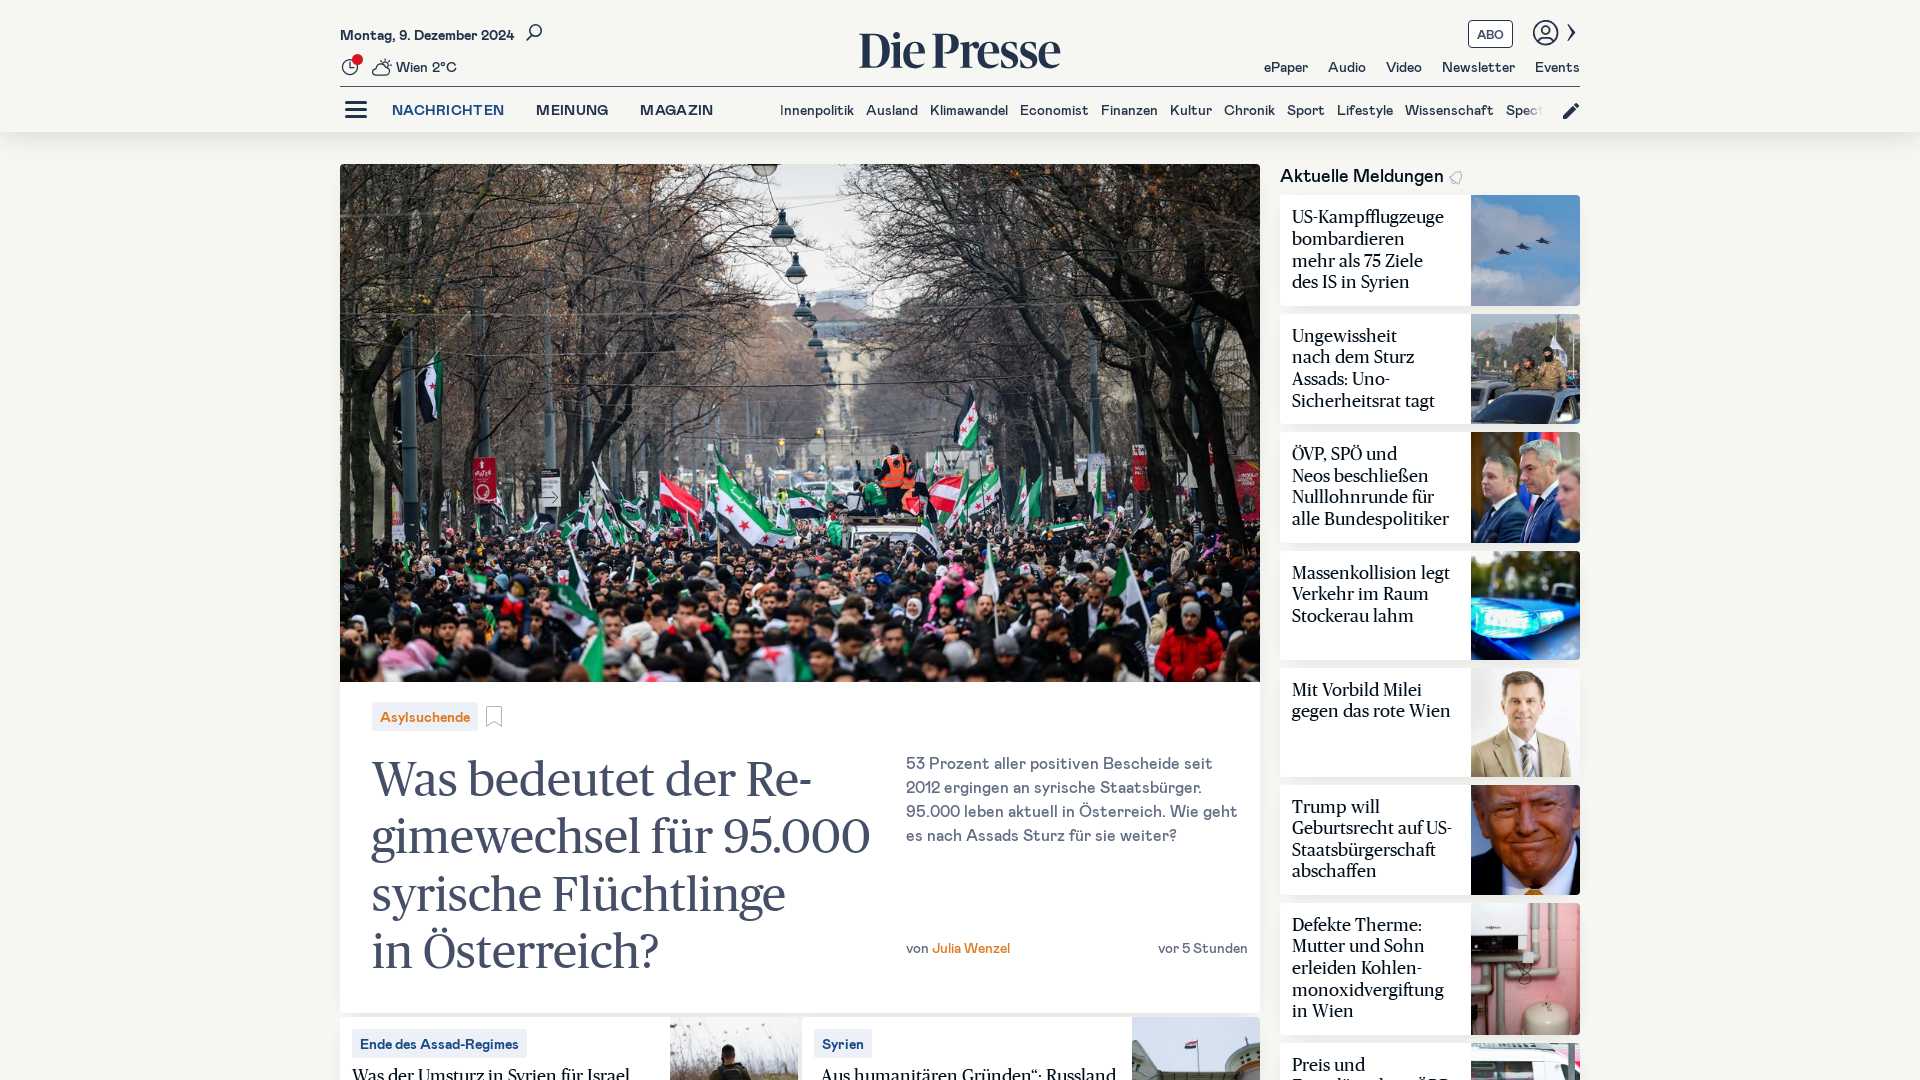 Montag, 9. Dezember 2024
Wien 2°C
Die Presse
ABO
ePaper Audio Video Newsletter Events
NACHRICHTEN MEINUNG MAGAZIN
Innenpolitik Ausland Klimawandel Economist Finanzen Kultur Chronik Sport Lifestyle Wissenschaft Spect
Asylsuchende
Was bedeutet der Re-
gimewechsel für 95.000
syrische Flüchtlinge
in Österreich?
53 Prozent aller positiven Bescheide seit
2012 ergingen an syrische Staatsbürger.
95.000 leben aktuell in Österreich. Wie geht
es nach Assads Sturz für sie weiter?
von Julia Wenzel
vor 5 Stunden
Ende des Assad-Regimes
Was der Umsturz in Syrien für Israel
Syrien
„Aus humanitären Gründen“: Russland
Aktuelle Meldungen
US-Kampfflugzeuge
bombardieren
mehr als 75 Ziele
des IS in Syrien
Ungewissheit
nach dem Sturz
Assads: Uno-
Sicherheitsrat tagt
ÖVP, SPÖ und
Neos beschließen
Nulllohnrunde für
alle Bundespolitiker
Massenkollision legt
Verkehr im Raum
Stockerau lahm
Mit Vorbild Milei
gegen das rote Wien
Trump will
Geburtsrecht auf US-
Staatsbürgerschaft
abschaffen
Defekte Therme:
Mutter und Sohn
erleiden Kohlen-
monoxidvergiftung
in Wien
Preis und